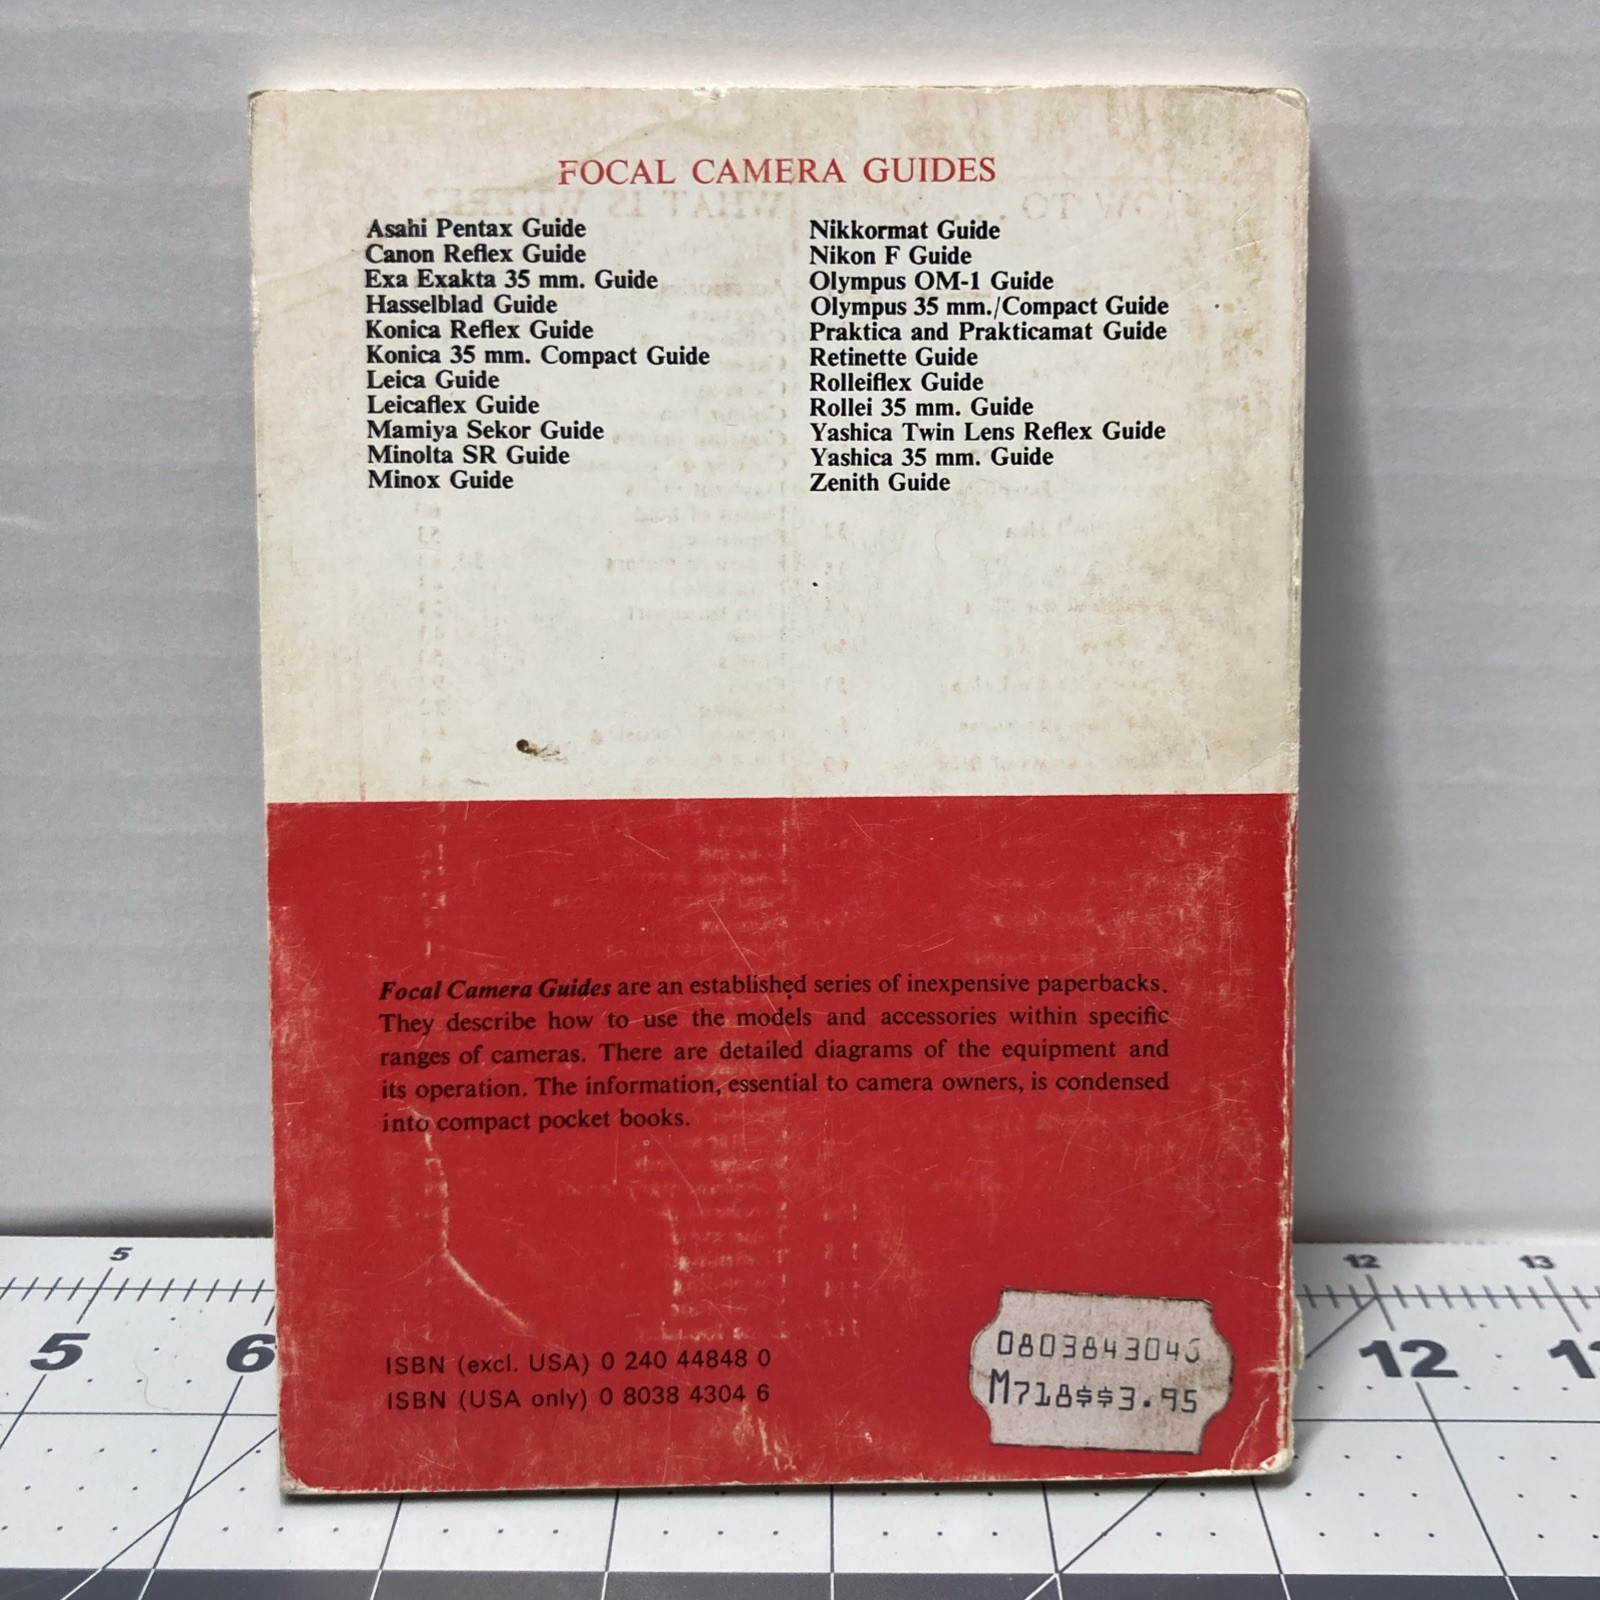 FOCAL CAMERA GUIDES
Asahi Pentax Guide
Canon Reflex Guide
Exa Exakta 35 mm. Guide
Hasselblad Guide
Konica Reflex Guide
Konica 35 mm. Compact Guide
Leica Guide
Leicaflex Guide
Mamiya Sekor Guide
Minolta SR Guide
Minox Guide
Nikkormat Guide
Nikon F Guide
Olympus OM-1 Guide
Olympus 35 mm./Compact Guide
Praktica and Prakticamat Guide
Retinette Guide
Rolleiflex Guide
Rollei 35 mm. Guide
Yashica Twin Lens Reflex Guide
Yashica 35 mm. Guide
Zenith Guide
Focal Camera Guides are an established series of inexpensive paperbacks.
They describe how to use the models and accessories within specific
ranges of cameras. There are detailed diagrams of the equipment and
its operation. The information, essential to camera owners, is condensed
into compact pocket books.
ISBN (excl. USA) 0 240 44848 0
ISBN (USA only) 0 8038 4304 6
M718$$3.95
5 12 13
5 6 12